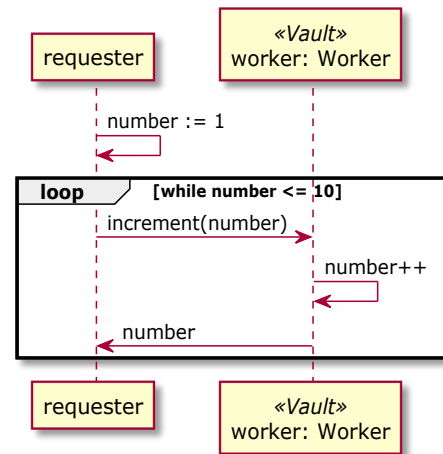 requester
«Vault»
worker: Worker
number := 1
loop
[while number <= 10]
increment(number)
number++
number
requester
«Vault»
worker: Worker